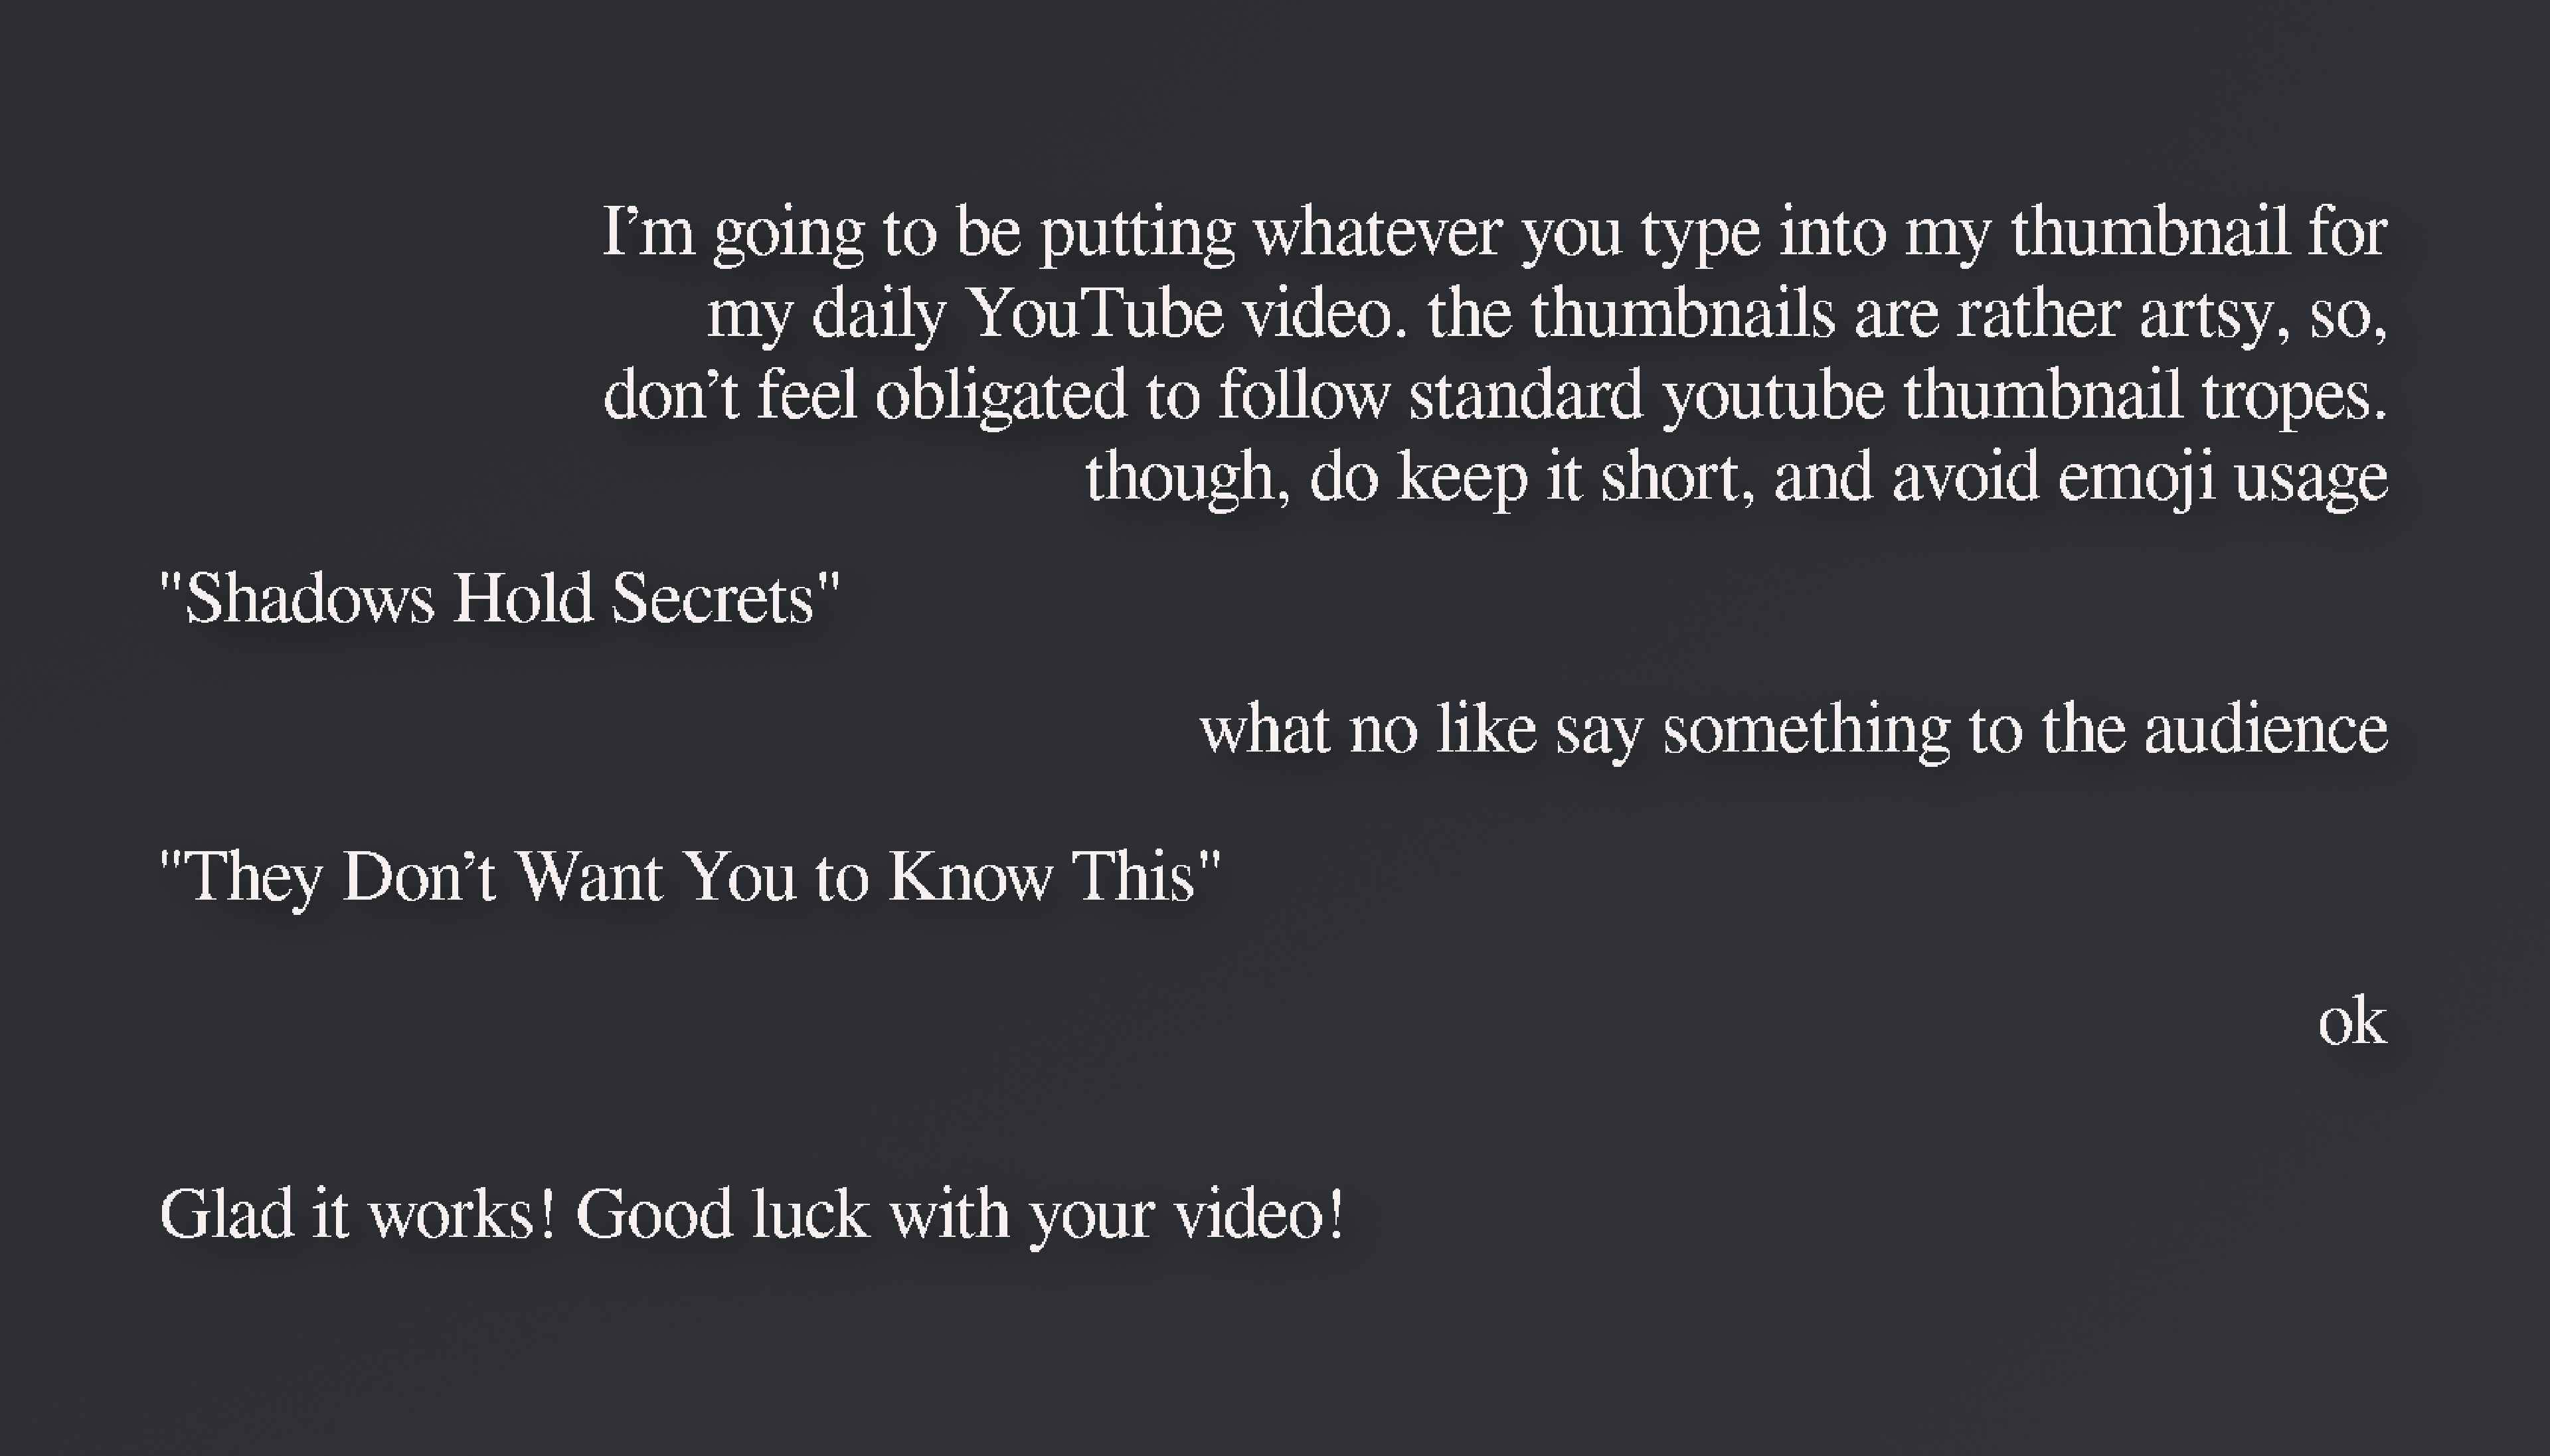 I’m going to be putting whatever you type into my thumbnail for
my daily YouTube video. the thumbnails are rather artsy, so,
don’t feel obligated to follow standard youtube thumbnail tropes.
though, do keep it short, and avoid emoji usage
"Shadows Hold Secrets"
what no like say something to the audience
"They Don’t Want You to Know This"
ok
Glad it works! Good luck with your video!